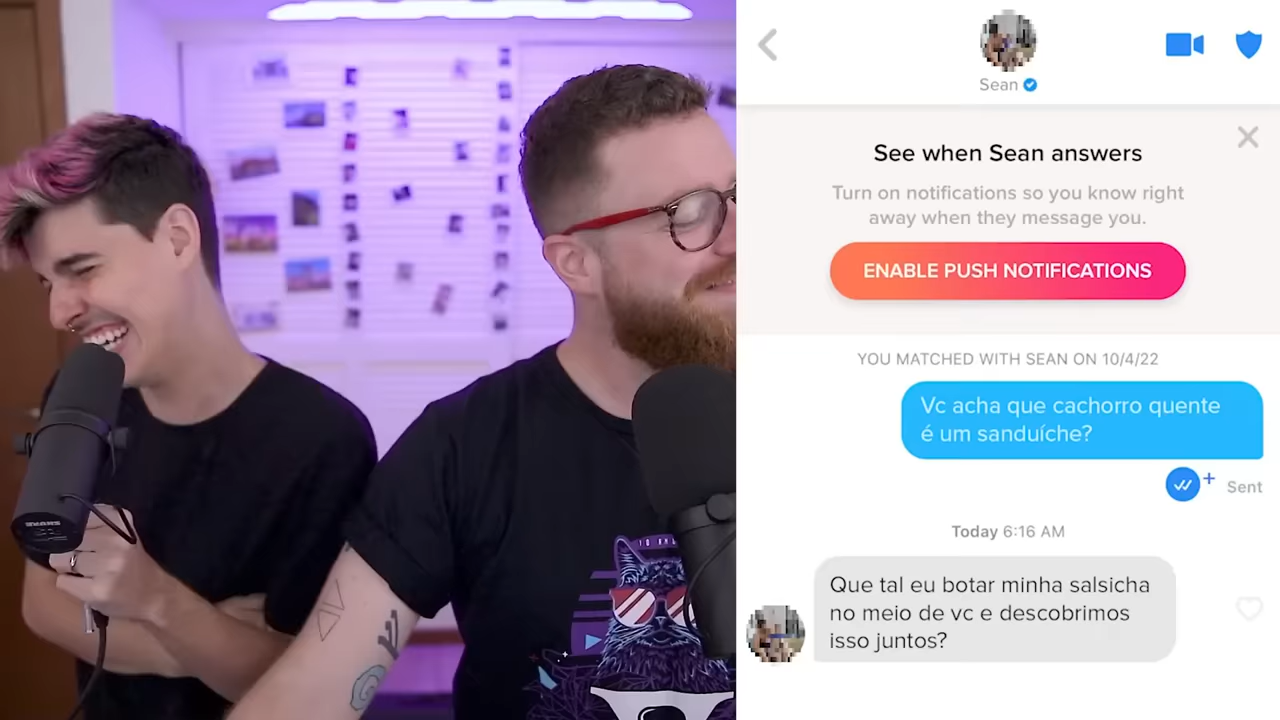 Sean
See when Sean answers
Turn on notifications so you know right
away when they message you.
ENABLE PUSH NOTIFICATIONS
YOU MATCHED WITH SEAN ON 10/4/22
Vc acha que cachorro quente
é um sanduíche?
Sent
Today 6:16 AM
Que tal eu botar minha salsicha
no meio de vc e descobrimos
isso juntos?